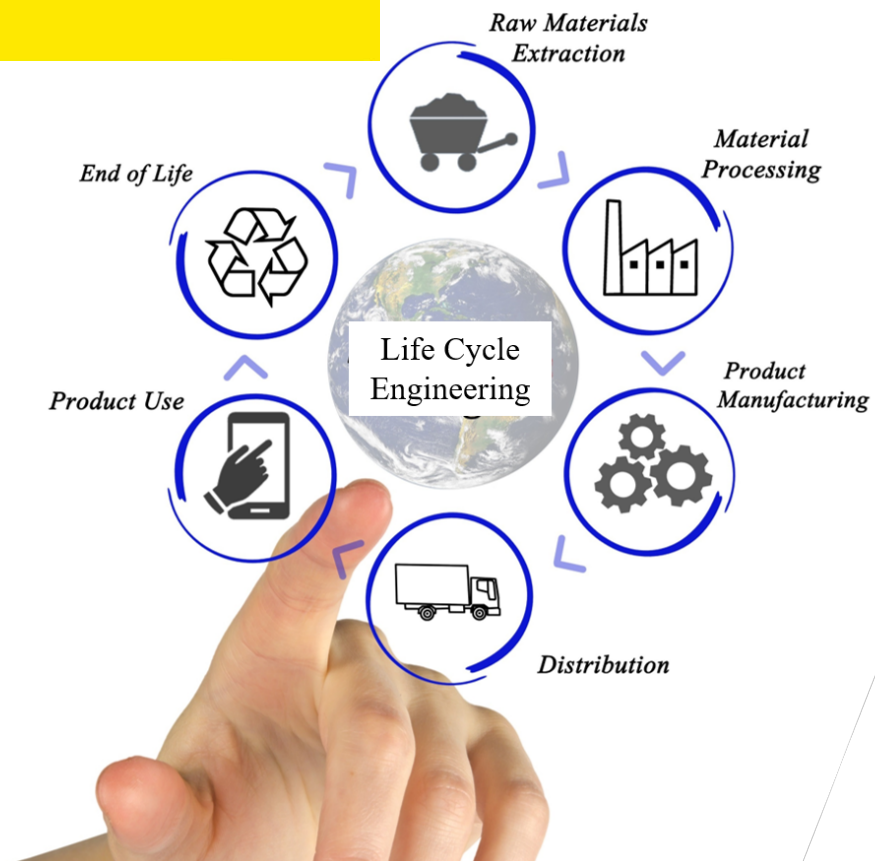 Raw Materials
Extraction
Material
Processing
End of Life
Life Cycle
Engineering
Product
Manufacturing
Product Use
Distribution